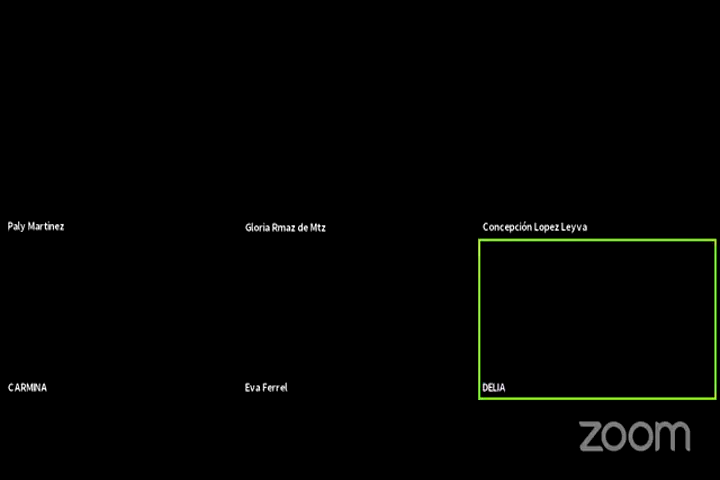 Paly Martinez
Gloria Rmaz de Mtz
Concepción Lopez Leyva
CARMINA
Eva Ferrel
DELIA
zoom